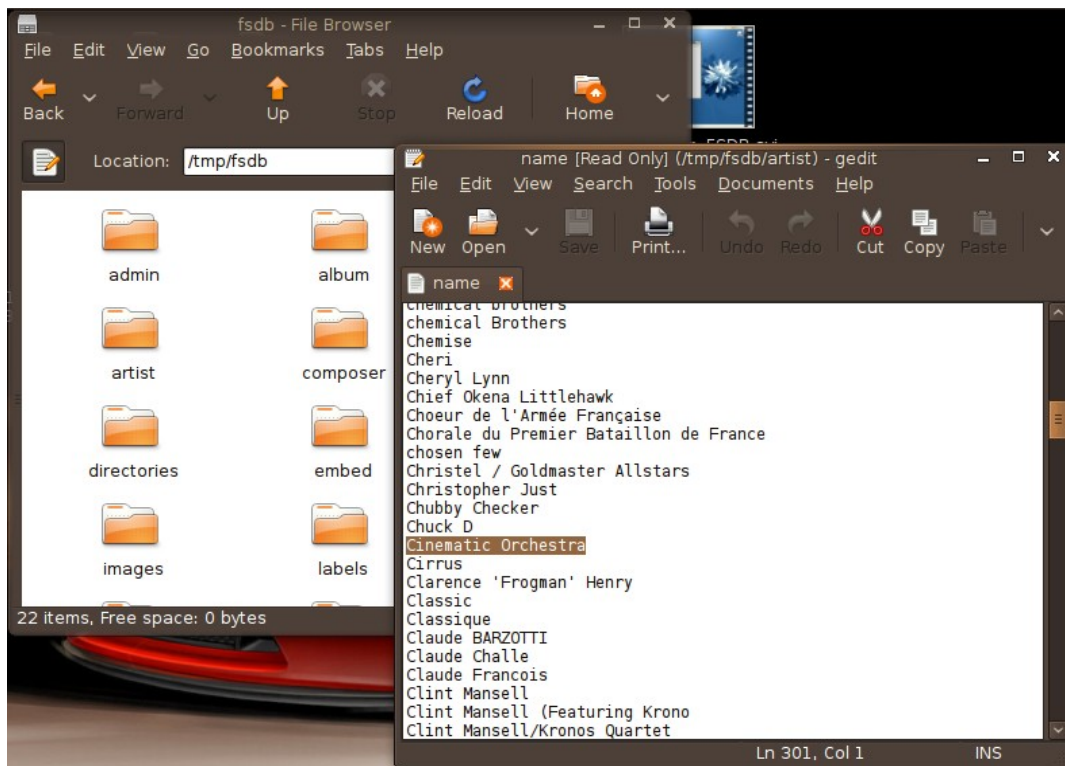 fsdb - File Browser
File Edit View Go Bookmarks Tabs Help
Back Forward Up Stop Reload Home
Location: /tmp/fsdb
admin album
artist composer
directories embed
images labels
22 items, Free space: 0 bytes
name [Read Only] (/tmp/fsdb/artist) - gedit
File Edit View Search Tools Documents Help
New Open Save Print... Undo Redo Cut Copy Paste
name
chemical Brothers
Chemise
Cheri
Cheryl Lynn
Chief Okena Littlehawk
Choeur de l'Armée Française
Chorale du Premier Bataillon de France
chosen few
Christel / Goldmaster Allstars
Christopher Just
Chubby Checker
Chuck D
Cinematic Orchestra
Cirrus
Clarence 'Frogman' Henry
Classic
Classique
Claude BARZOTTI
Claude Challe
Claude Francois
Clint Mansell
Clint Mansell (Featuring Krono
Clint Mansell/Kronos Quartet
Ln 301, Col 1 INS